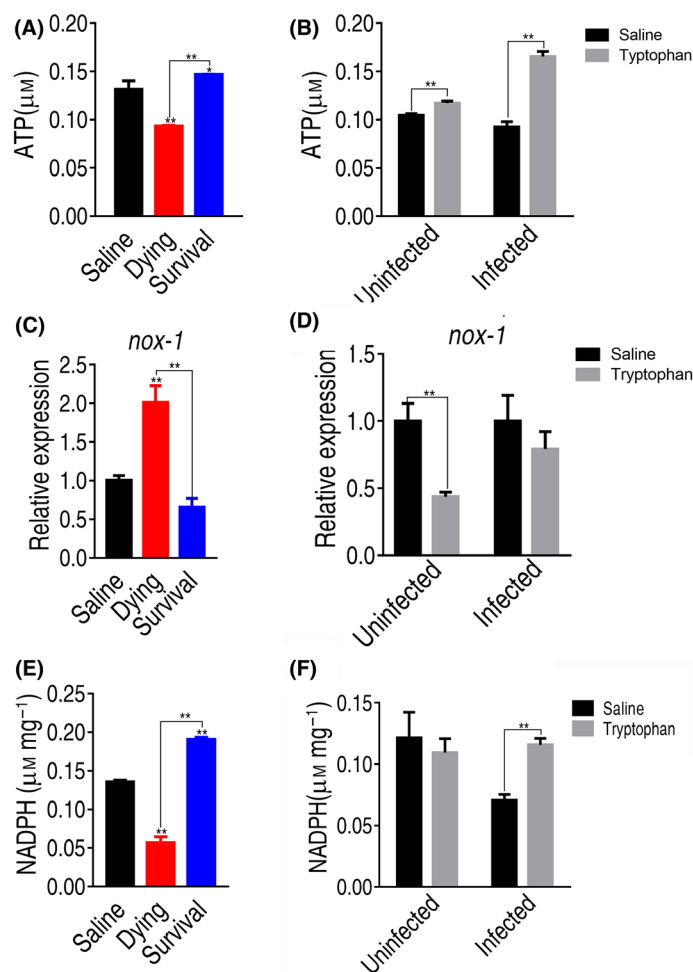 (A)
ATP(μM)
0.20
0.15
0.10
0.05
0.00
**
**
*
Saline
Dying
Survival
(B)
ATP(μM)
0.20
0.15
0.10
0.05
0.00
**
**
Uninfected
Infected
Saline
Typtophan
(C)
nox-1
Relative expression
2.5
2.0
1.5
1.0
0.5
0.0
**
**
Saline
Dying
Survival
(D)
nox-1
Relative expression
1.5
1.0
0.5
0.0
**
Uninfected
Infected
Saline
Tryptophan
(E)
NADPH (μM mg⁻¹)
0.25
0.20
0.15
0.10
0.05
0.00
**
**
**
Saline
Dying
Survival
(F)
NADPH(μM mg⁻¹)
0.15
0.10
0.05
0.00
**
Uninfected
Infected
Saline
Tryptophan